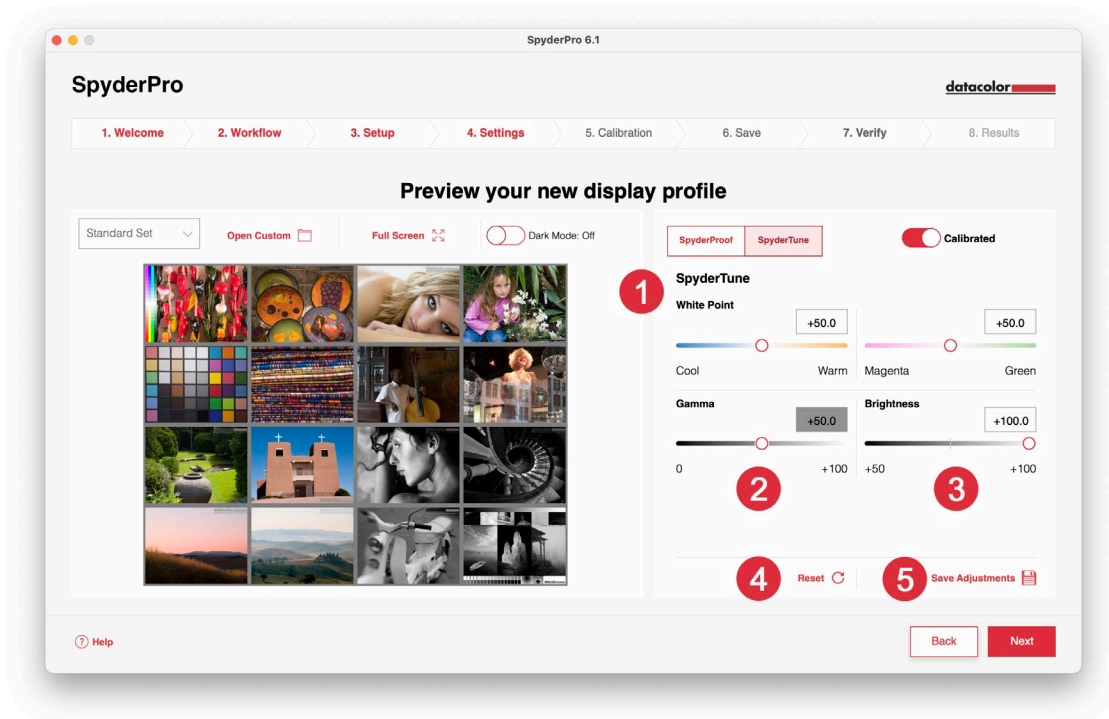 SpyderPro 6.1
SpyderPro
datacolor
1. Welcome
2. Workflow
3. Setup
4. Settings
5. Calibration
6. Save
7. Verify
8. Results
Preview your new display profile
Standard Set
Open Custom
Full Screen
Dark Mode: Off
SpyderProof
SpyderTune
Calibrated
1
SpyderTune
White Point
+50.0
+50.0
Cool
Warm
Magenta
Green
Gamma
+50.0
Brightness
+100.0
0
+100
+50
+100
2
3
4
Reset
5
Save Adjustments
? Help
Back
Next